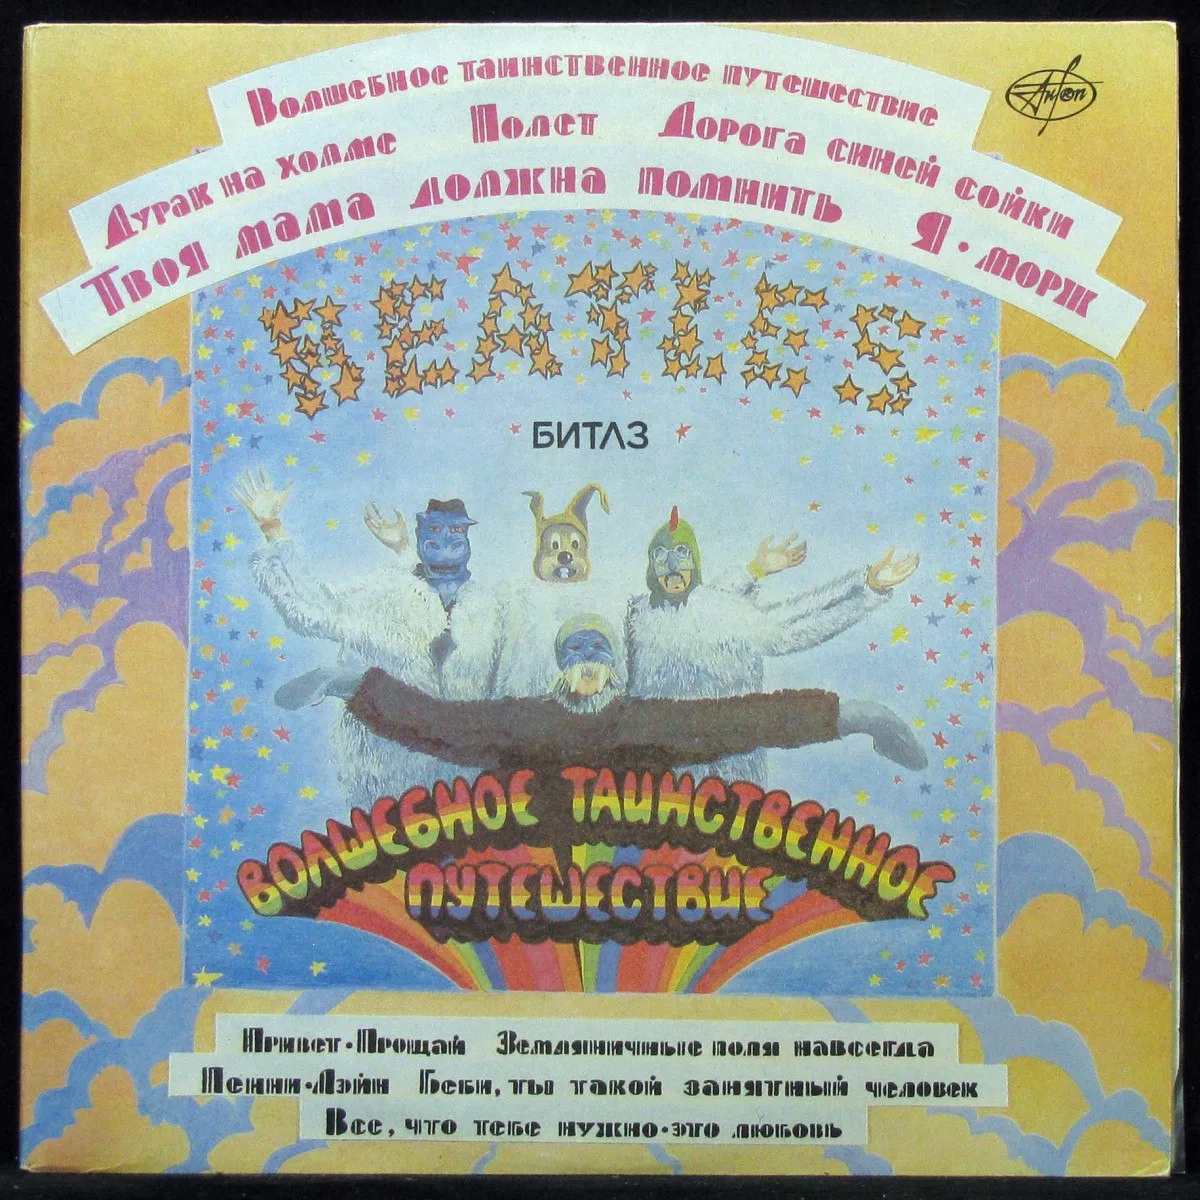 Антроп
Волшебное таинственное путешествие
Дурак на холме Полет Дорога синей сойки
Твоя мама должна помнить Я • морж
BEATLES
БИТЛЗ
ВОЛШЕБНОЕ ТАИНСТВЕННОЕ
ПУТЕШЕСТВИЕ
Привет • Прощай Земляничные поля навсегда
Пенни • Лэйн Беби, ты такой занятный человек
Все, что тебе нужно • это любовь